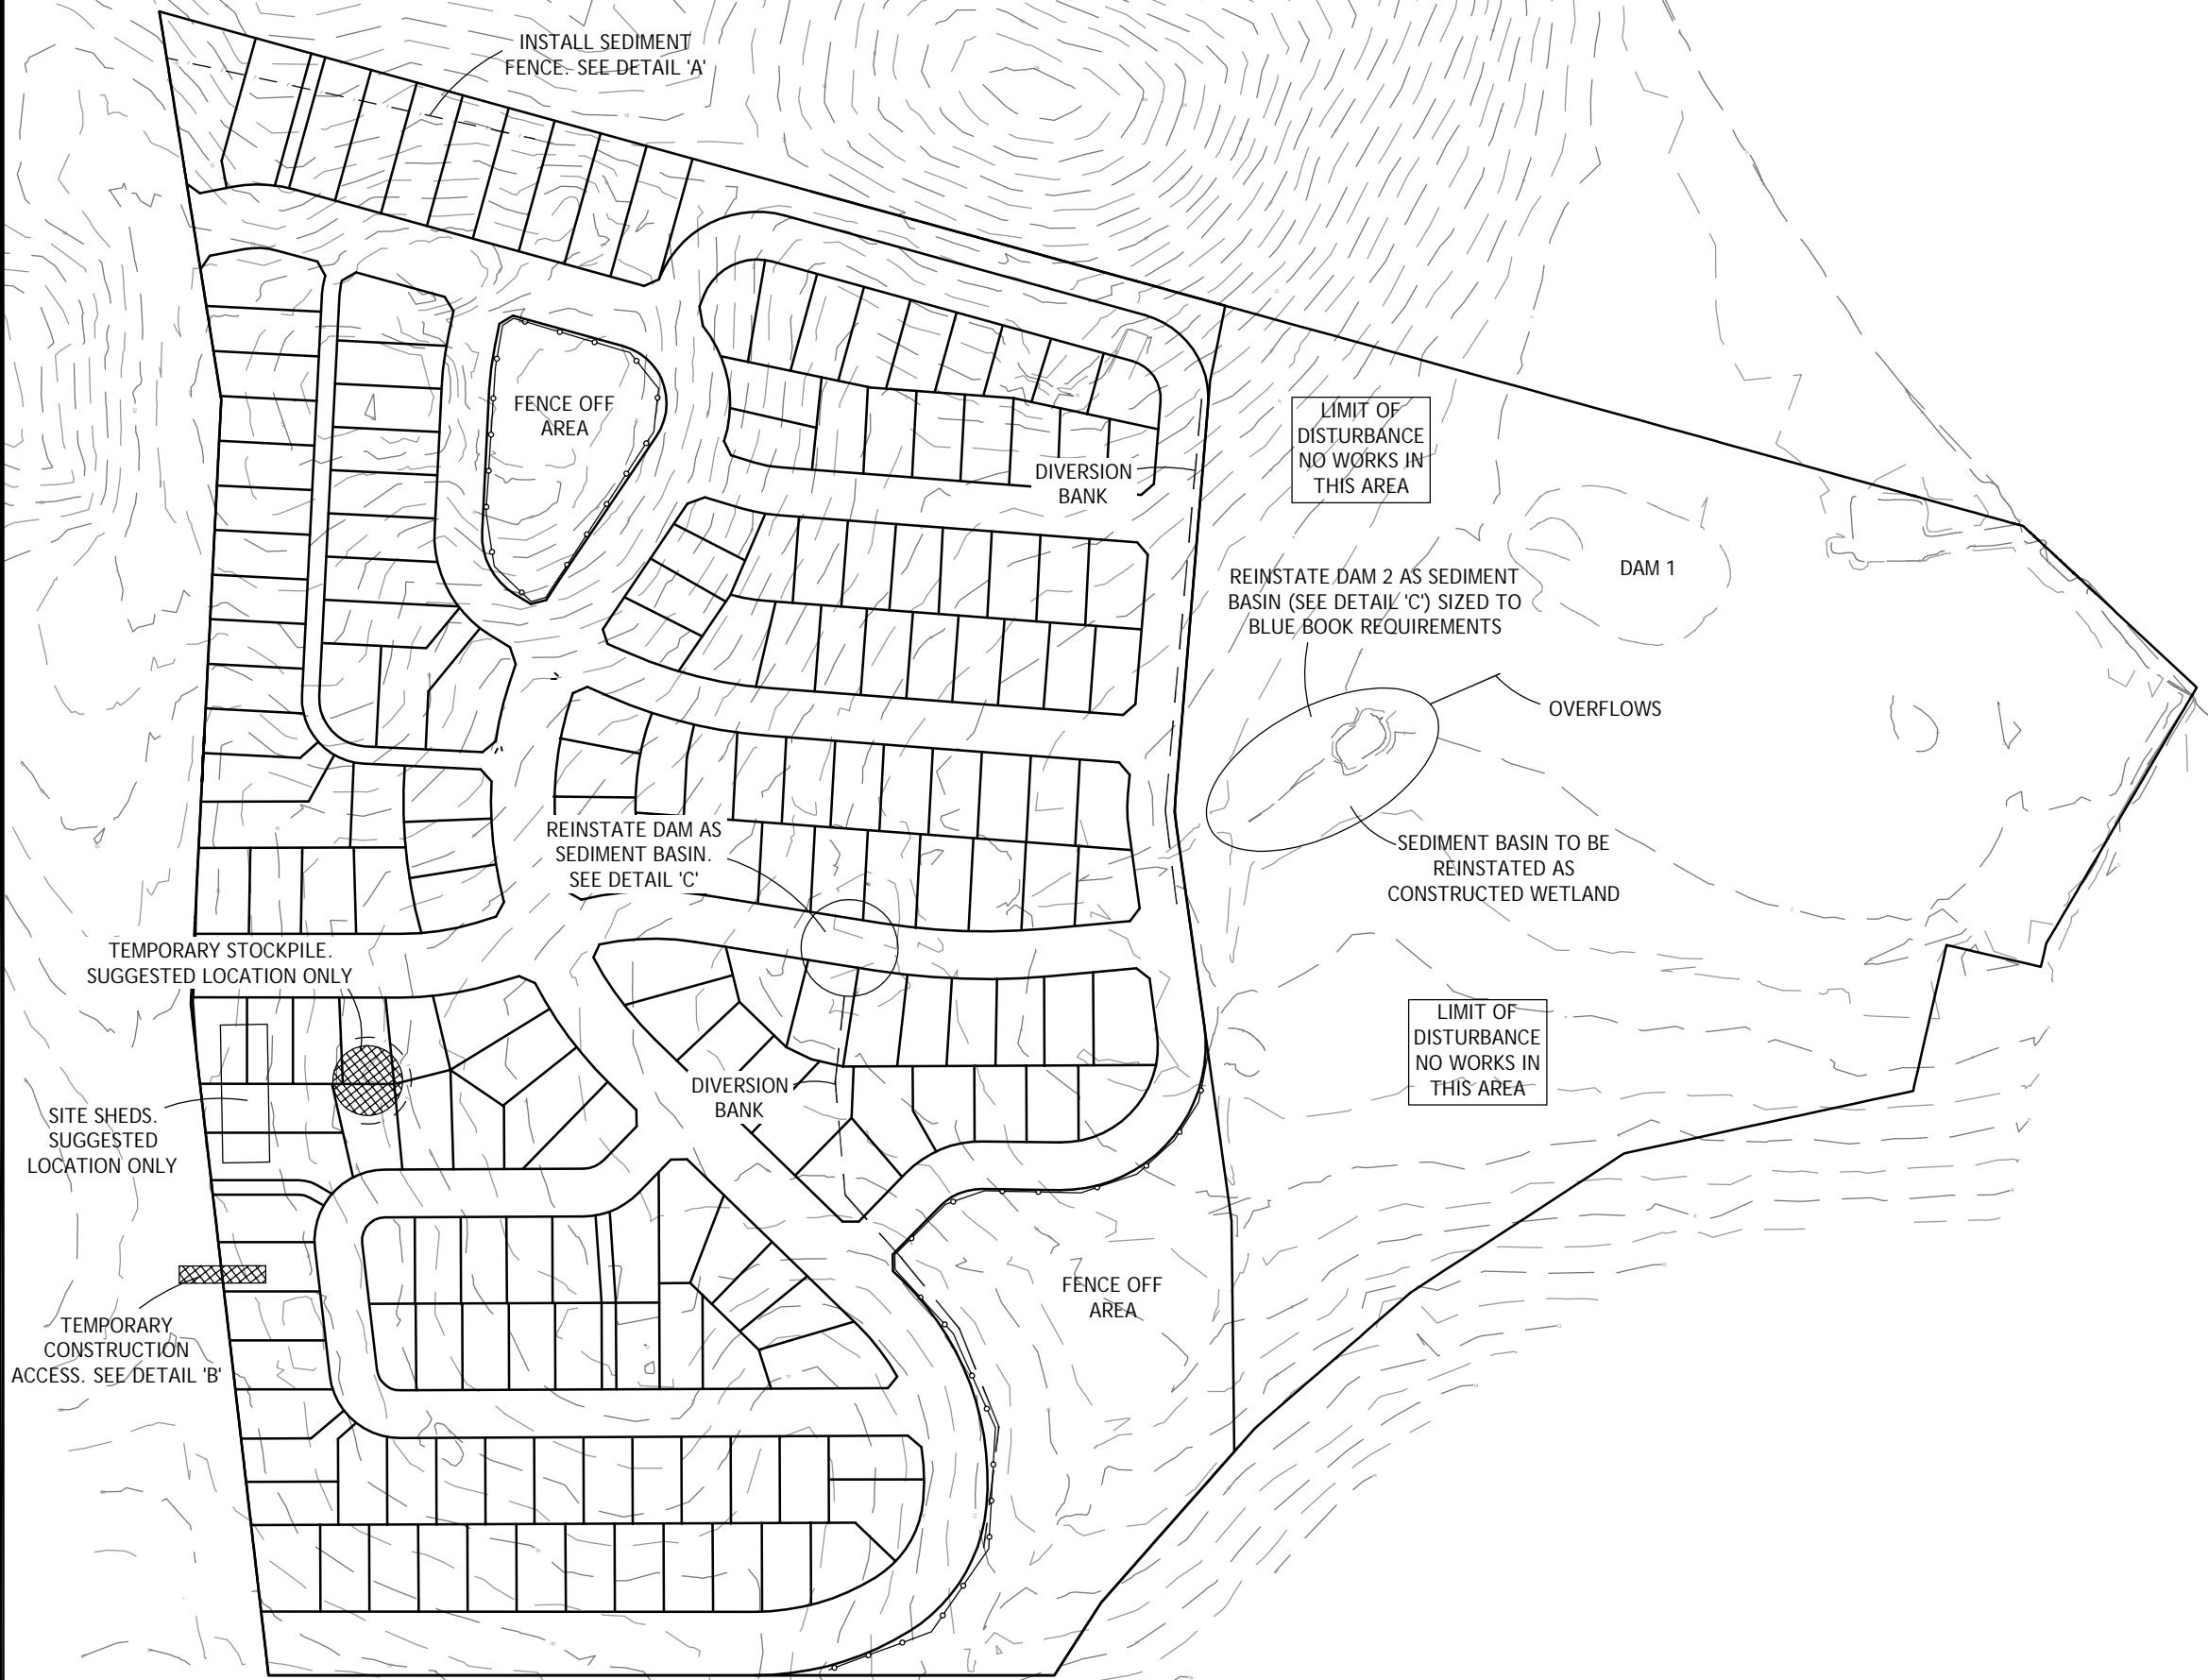 INSTALL SEDIMENT
FENCE. SEE DETAIL 'A'
FENCE OFF
AREA
LIMIT OF
DISTURBANCE
NO WORKS IN
THIS AREA
DIVERSION
BANK
REINSTATE DAM 2 AS SEDIMENT
BASIN (SEE DETAIL 'C') SIZED TO
BLUE BOOK REQUIREMENTS
DAM 1
OVERFLOWS
REINSTATE DAM AS
SEDIMENT BASIN.
SEE DETAIL 'C'
SEDIMENT BASIN TO BE
REINSTATED AS
CONSTRUCTED WETLAND
TEMPORARY STOCKPILE.
SUGGESTED LOCATION ONLY
LIMIT OF
DISTURBANCE
NO WORKS IN
THIS AREA
DIVERSION
BANK
SITE SHEDS.
SUGGESTED
LOCATION ONLY
FENCE OFF
AREA
TEMPORARY
CONSTRUCTION
ACCESS. SEE DETAIL 'B'